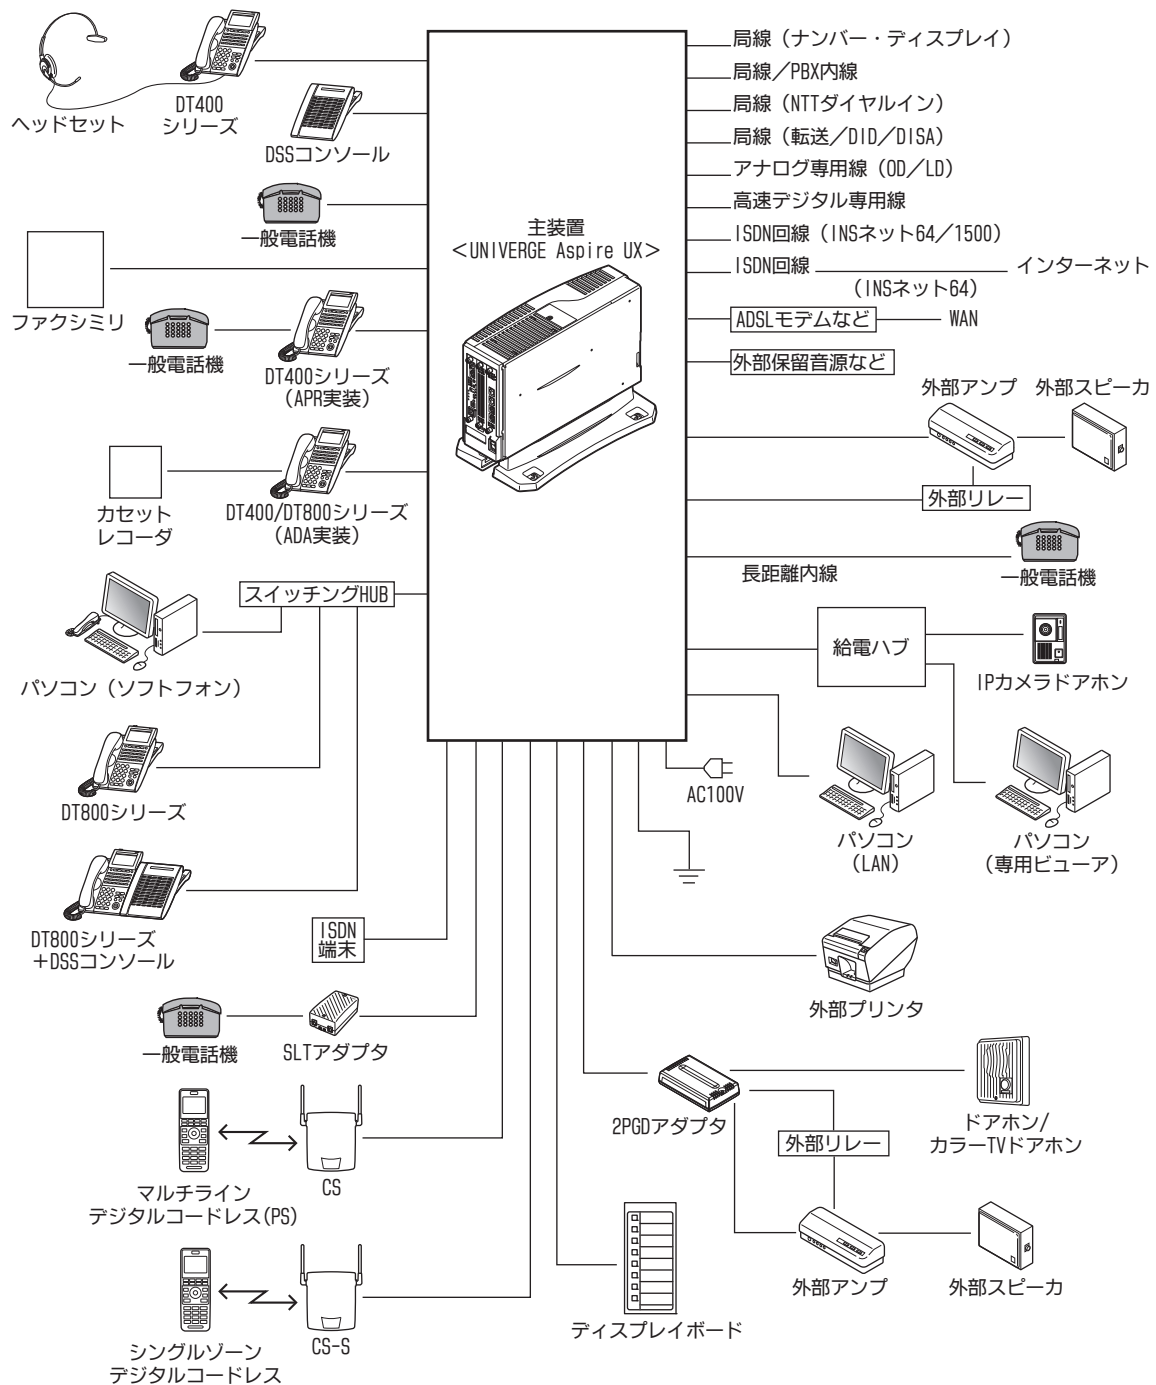 ヘッドセット
DT400
シリーズ
DSSコンソール
一般電話機
ファクシミリ
一般電話機
DT400シリーズ
（APR実装）
カセット
レコーダ
DT400/DT800シリーズ
（ADA実装）
スイッチングHUB
パソコン（ソフトフォン）
DT800シリーズ
DT800シリーズ
＋DSSコンソール
主装置
＜UNIVERGE Aspire UX＞
局線（ナンバー・ディスプレイ）
局線／PBX内線
局線（NTTダイヤルイン）
局線（転送／DID／DISA）
アナログ専用線（OD／LD）
高速デジタル専用線
ISDN回線（INSネット64／1500）
ISDN回線 インターネット
（INSネット64）
ADSLモデムなど WAN
外部保留音源など
外部アンプ 外部スピーカ
外部リレー
長距離内線
一般電話機
給電ハブ
IPカメラドアホン
AC100V
パソコン
（LAN）
パソコン
（専用ビューア）
ISDN
端末
外部プリンタ
一般電話機
SLTアダプタ
2PGDアダプタ
ドアホン/
カラーTVドアホン
外部リレー
CS
マルチライン
デジタルコードレス(PS)
外部アンプ
外部スピーカ
ディスプレイボード
CS-S
シングルゾーン
デジタルコードレス